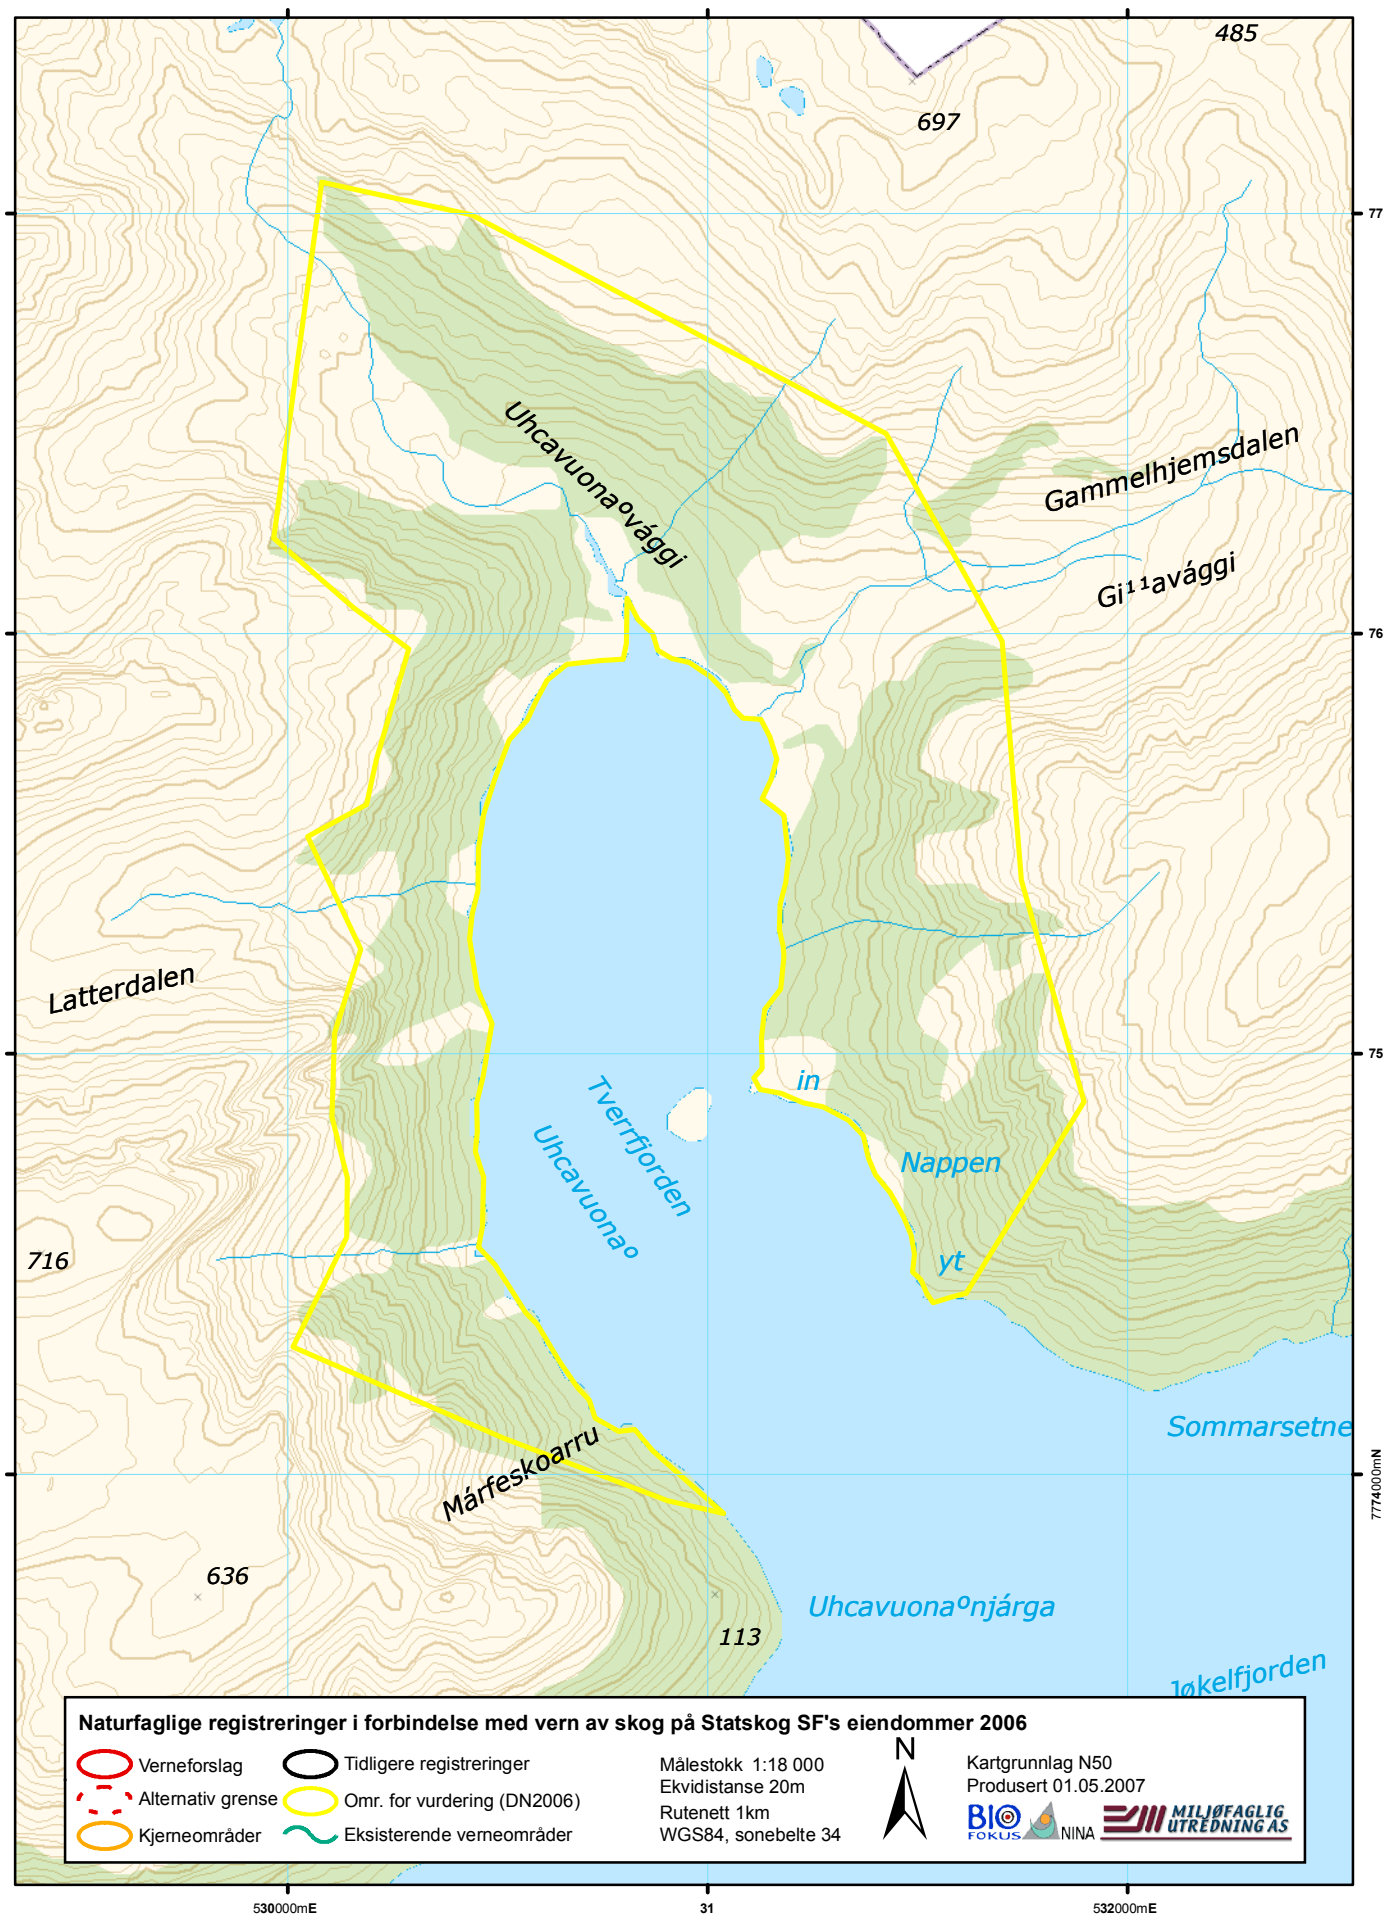 485
697
77
Uhcavuonaºvággi
Gammelhjemsdalen
Gi¹¹avággi
76
Latterdalen
75
in
Tverrfjorden
Uhcavuonaº
Nappen
716
yt
Sommarsetne
Márfeskoarru
7774000mN
636
Uhcavuonaºnjárga
113
Jøkelfjorden
Naturfaglige registreringer i forbindelse med vern av skog på Statskog SF's eiendommer 2006
Verneforslag
Alternativ grense
Kjerneområder
Tidligere registreringer
Omr. for vurdering (DN2006)
Eksisterende verneområder
Målestokk 1:18 000
Ekvidistanse 20m
Rutenett 1km
WGS84, sonebelte 34
N
Kartgrunnlag N50
Produsert 01.05.2007
BIO
FOKUS
NINA
MILJØFAGLIG
UTREDNING AS
530000mE
31
532000mE